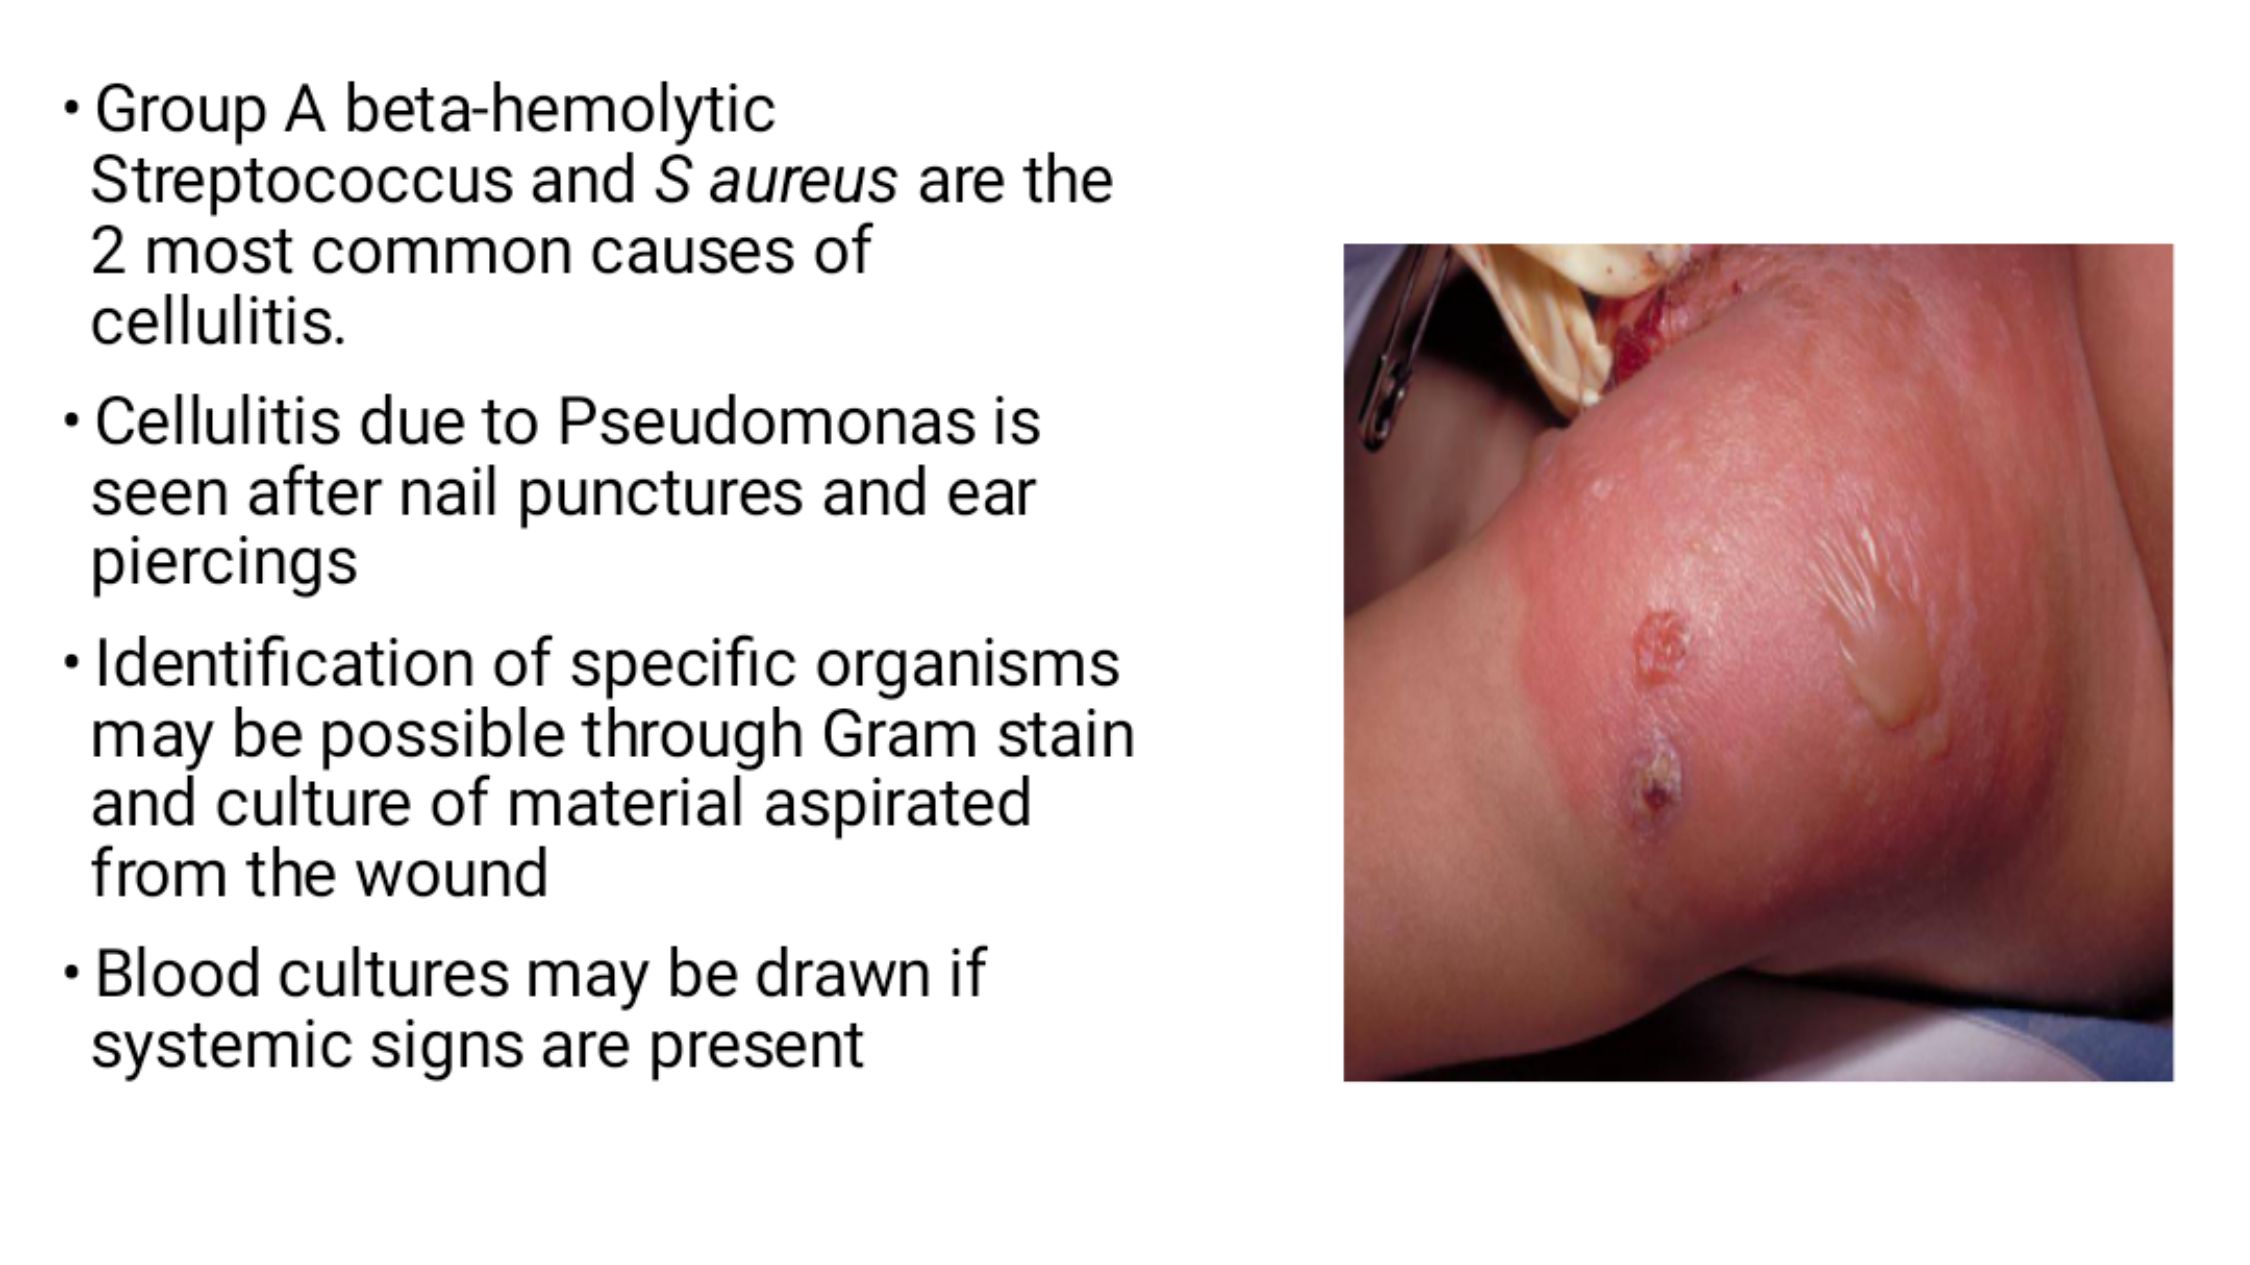 • Group A beta-hemolytic
Streptococcus and S aureus are the
2 most common causes of
cellulitis.
• Cellulitis due to Pseudomonas is
seen after nail punctures and ear
piercings
• Identification of specific organisms
may be possible through Gram stain
and culture of material aspirated
from the wound
• Blood cultures may be drawn if
systemic signs are present